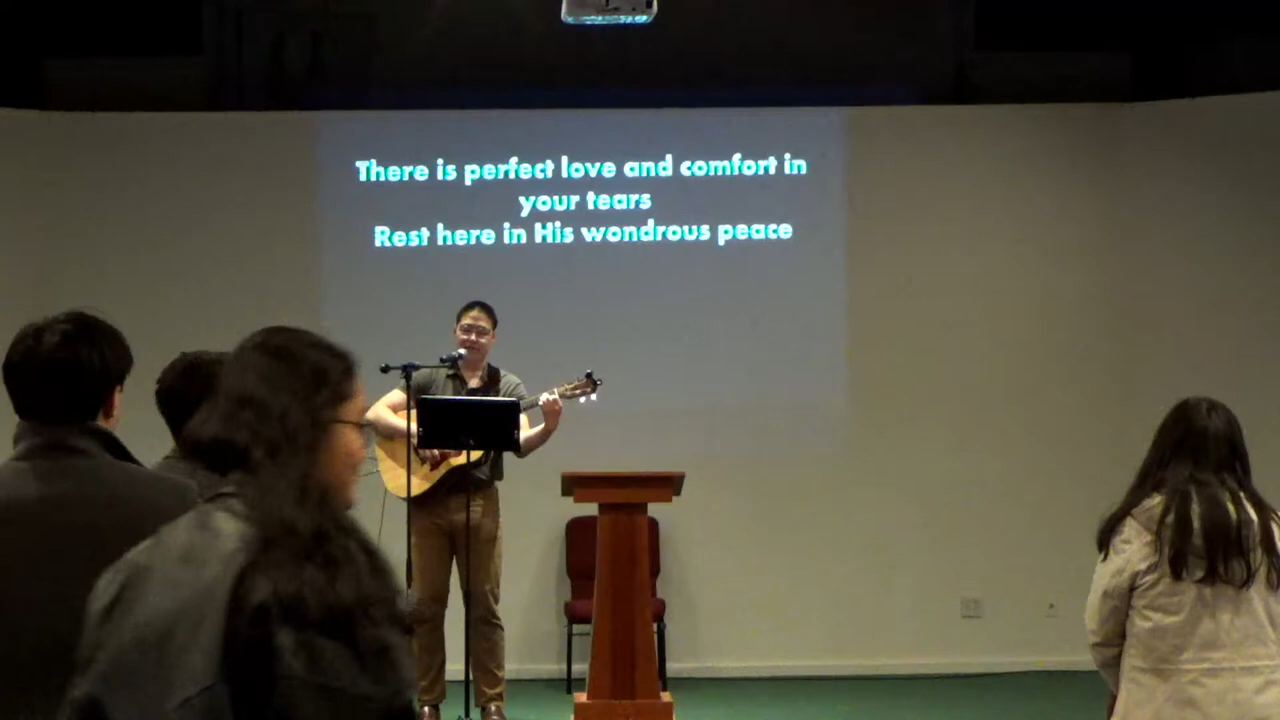 There is perfect love and comfort in
your tears
Rest here in His wondrous peace